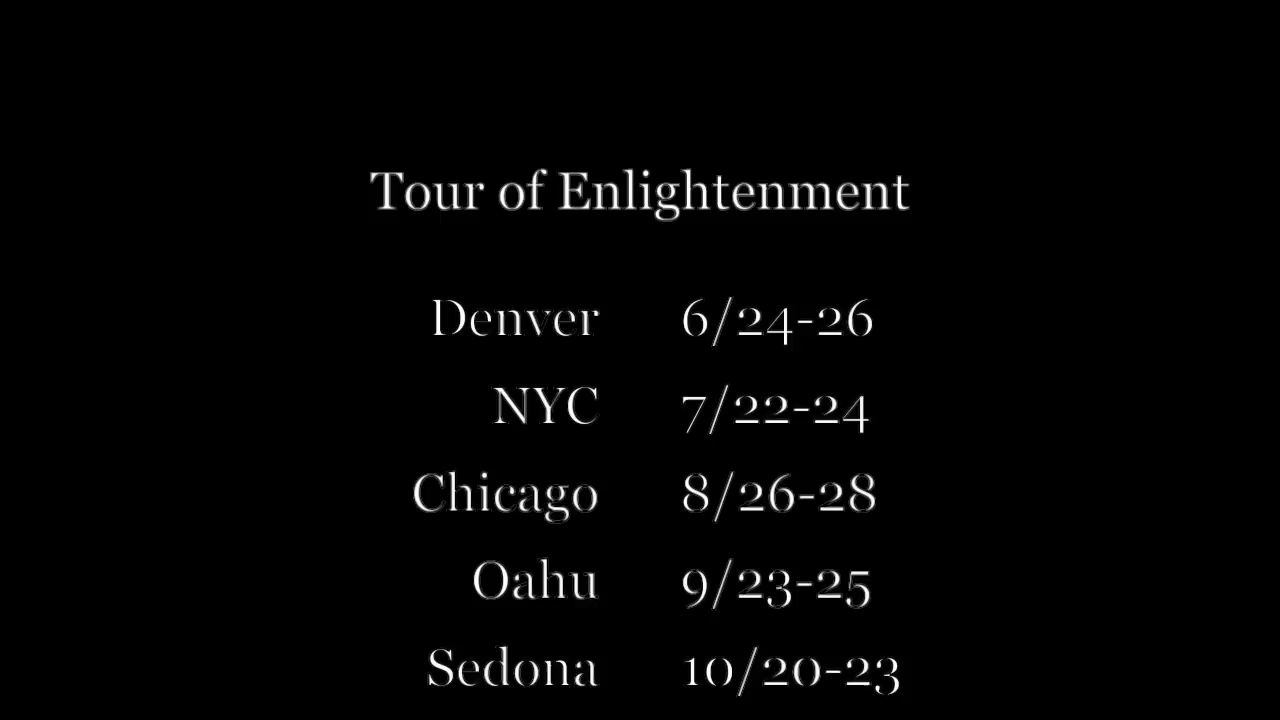 Tour of Enlightenment
Denver 6/24-26
NYC 7/22-24
Chicago 8/26-28
Oahu 9/23-25
Sedona 10/20-23